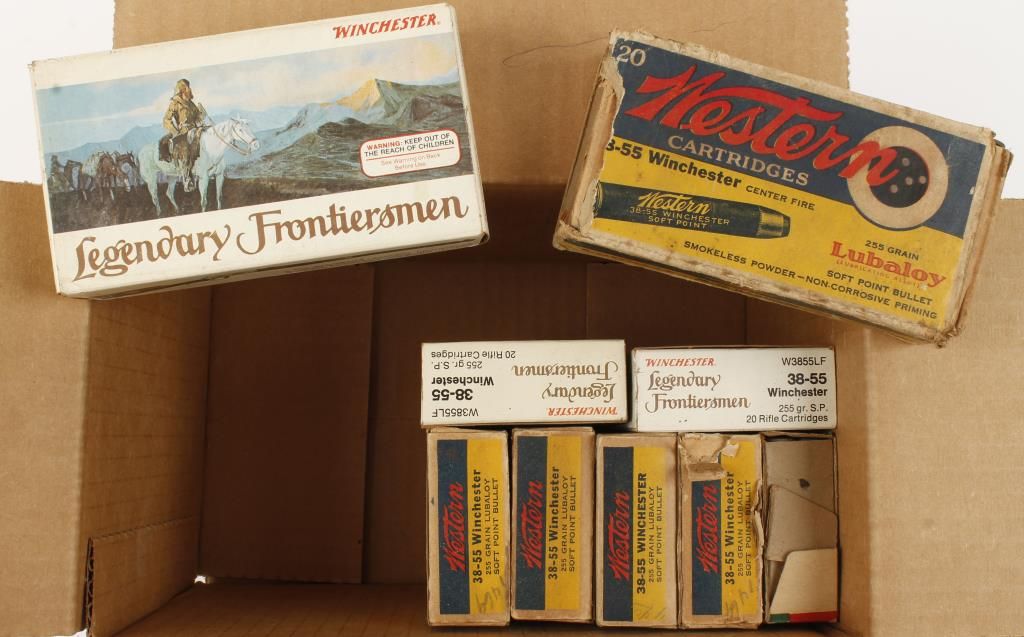 WINCHESTER®
WARNING: KEEP OUT OF
THE REACH OF CHILDREN
See Warning on Back
Before Use
Legendary Frontiersmen
20
Western
CARTRIDGES
8-55 Winchester CENTER FIRE
Western
38-55 WINCHESTER
SOFT POINT
255 GRAIN
Lubaloy
LUBRICATING ALLOY
SOFT POINT BULLET
SMOKELESS POWDER—NON-CORROSIVE PRIMING
WINCHESTER
Legendary
Frontiersmen
W3855LF
38-55
Winchester
255 gr. S.P.
20 Rifle Cartridges
WINCHESTER
Legendary
Frontiersmen
W3855LF
38-55
Winchester
255 gr. S.P.
20 Rifle Cartridges
Western
38-55 Winchester
255 GRAIN LUBALOY
SOFT POINT BULLET
Western
38-55 Winchester
255 GRAIN LUBALOY
SOFT POINT BULLET
Western
38-55 WINCHESTER
255 GRAIN LUBALOY
SOFT POINT BULLET
Western
38-55 Winchester
255 GRAIN LUBALOY
SOFT POINT BULLET